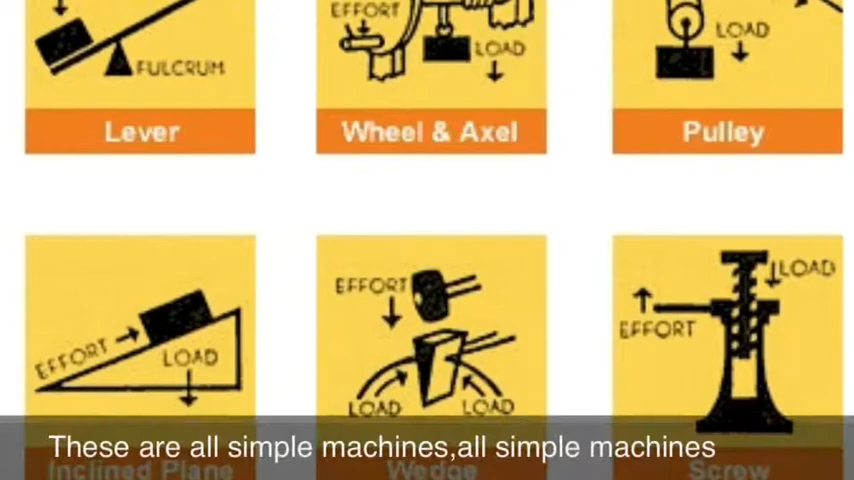 EFFORT
LOAD
LOAD
FULCRUM
Lever
Wheel & Axel
Pulley
EFFORT
LOAD
EFFORT
LOAD
LOAD
LOAD
EFFORT
These are all simple machines,all simple machines
Inclined Plane
Wedge
Screw